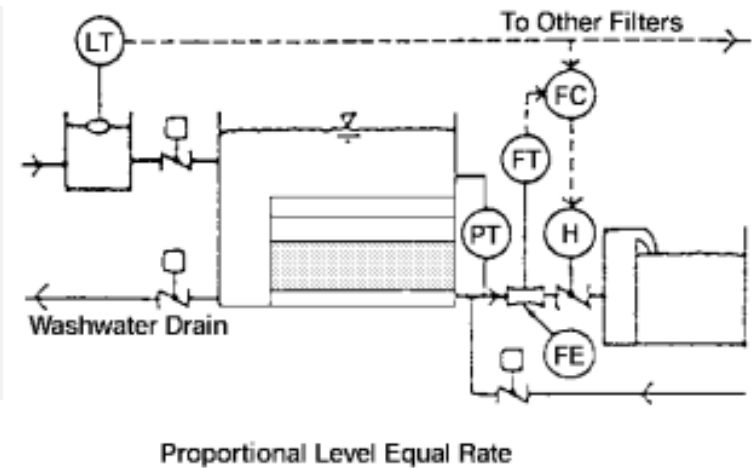 To Other Filters
LT
FC
FT
PT
H
Washwater Drain
FE
Proportional Level Equal Rate